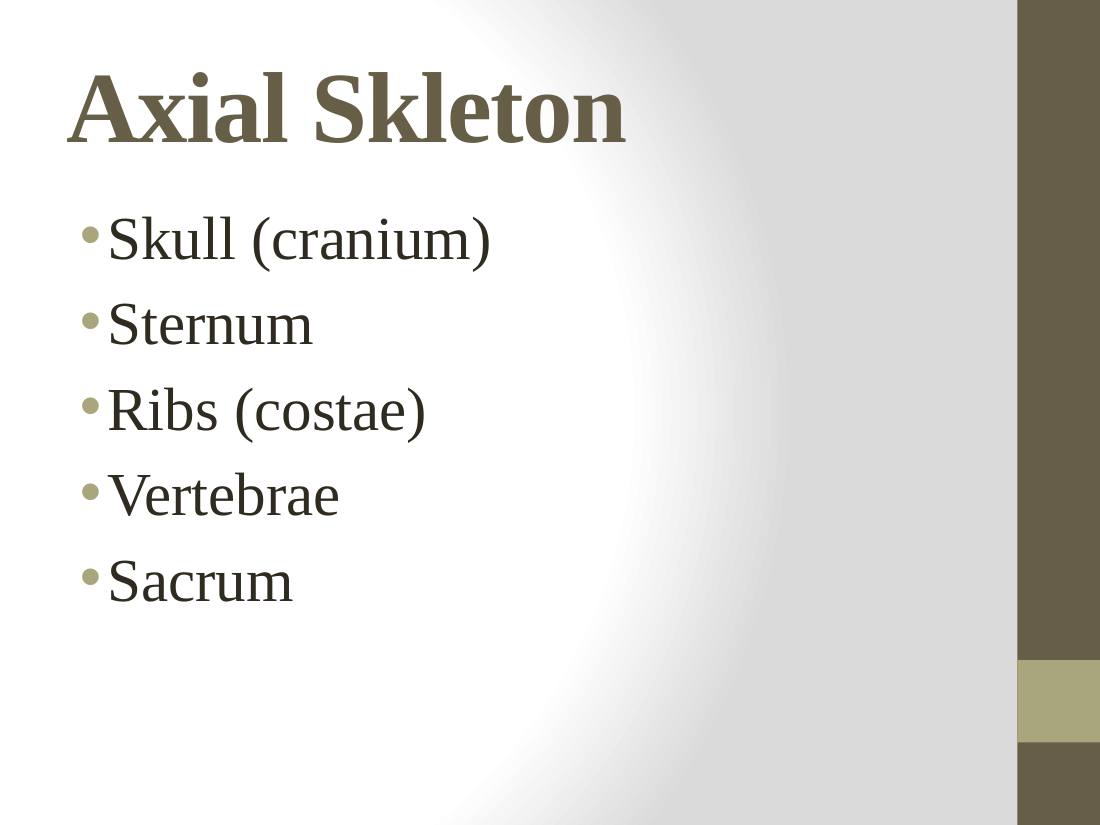 Axial Skleton
•Skull (cranium)
•Sternum
•Ribs (costae)
•Vertebrae
•Sacrum